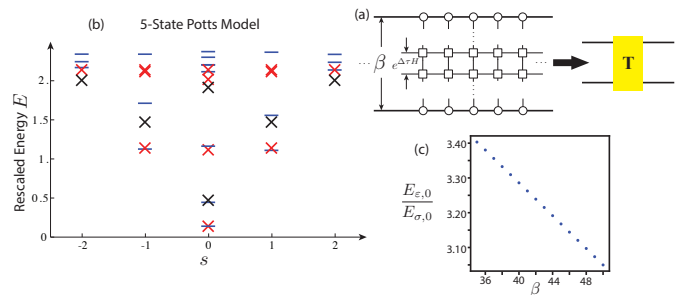 (b) 5-State Potts Model
Rescaled Energy E
2.
1.5
1
0.5
0
-2 -1 0 1 2
s
(a)
β e^{ΔτH}
T
(c)
E_{ε,0}
E_{σ,0}
3.40
3.30
3.20
3.10
36 40 44 48
β